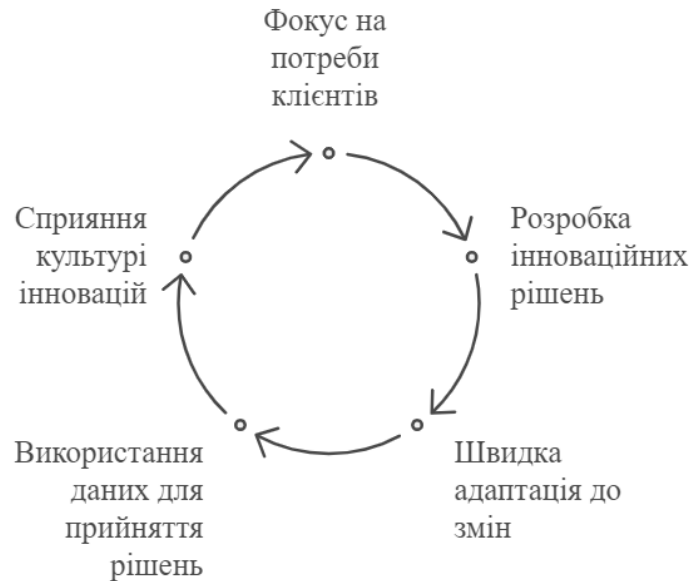 Фокус на
потреби
клієнтів
Розробка
інноваційних
рішень
Швидка
адаптація до
змін
Використання
даних для
прийняття
рішень
Сприяння
культурі
інновацій